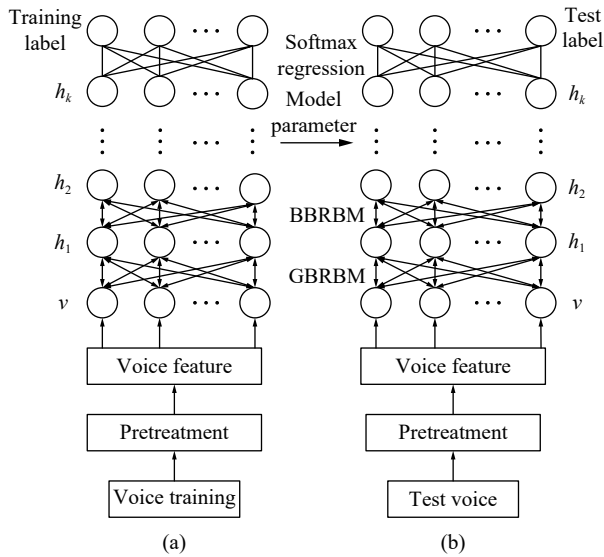 Training
label
Test
label
Softmax
regression
h_k
h_k
Model
parameter
h_2
h_2
BBRBM
h_1
h_1
GBRBM
v
v
Voice feature
Voice feature
Pretreatment
Pretreatment
Voice training
Test voice
(a)
(b)